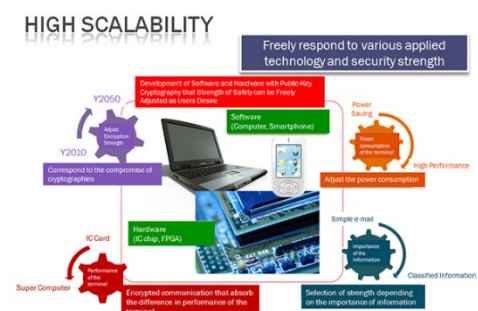 HIGH SCALABILITY
Freely respond to various applied
technology and security strength
Development of Software and Hardware with Public-Key
Cryptography that Strength of Safety can be Freely
Adjusted as Users Desire
Y2050
Adjust
Encryption
Strength
Y2010
Correspond to the compromise of
cryptographies
Software
(Computer, Smartphone)
Power
Saving
Power
consumption
of the terminal
High Performance
Adjust the power consumption
Hardware
(IC chip, FPGA)
IC Card
Performance
of the
terminal
Super Computer
Encrypted communication that absorb
the difference in performance of the
terminal
Simple e-mail
Importance
of the
information
Classified Information
Selection of strength depending
on the importance of information